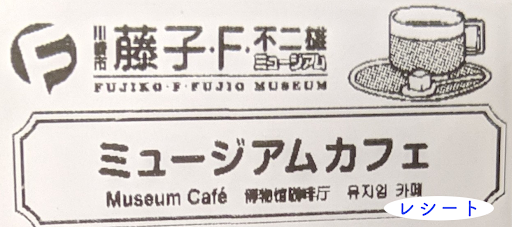 川崎市 藤子・F・不二雄 ミュージアム
FUJIKO・F・FUJIO MUSEUM
ミュージアムカフェ
Museum Café 博物馆咖啡厅 뮤지엄 카페
レシート